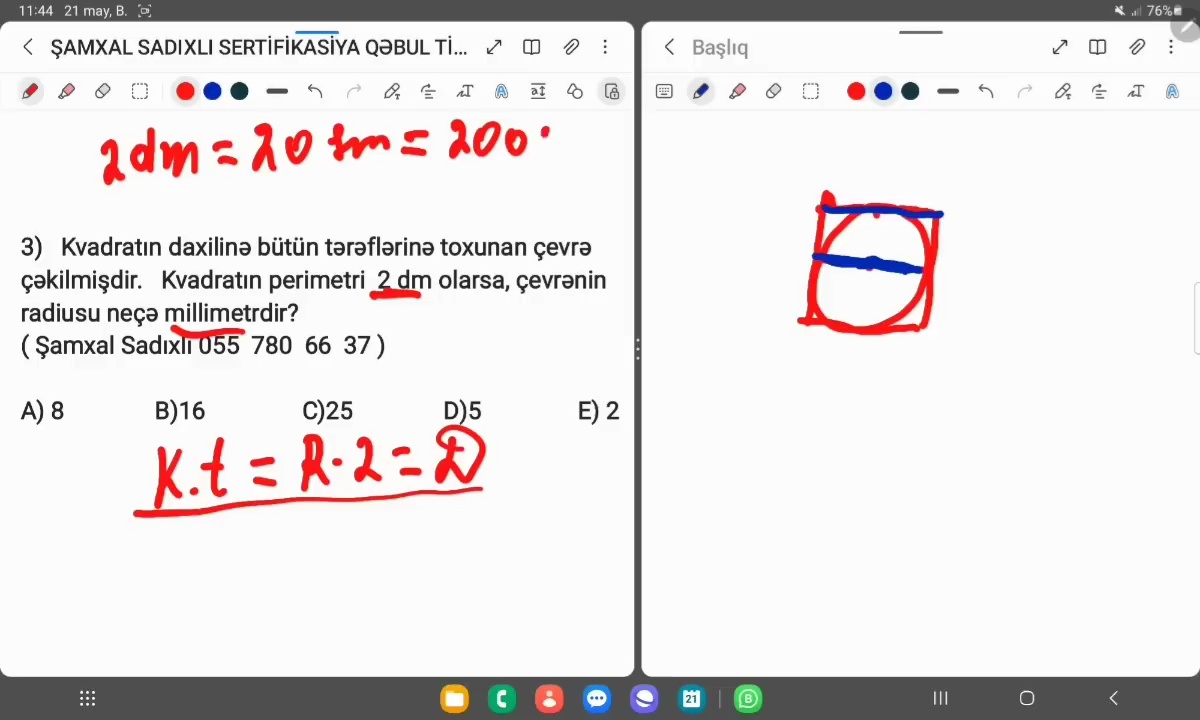 11:44 21 may, B. 76%
ŞAMXAL SADIXLI SERTİFİKASİYA QƏBUL Tİ...
Başlıq
2 dm = 20 sm = 200
3) Kvadratın daxilinə bütün tərəflərinə toxunan çevrə
çəkilmişdir. Kvadratın perimetri 2 dm olarsa, çevrənin
radiusu neçə millimetrdir?
( Şamxal Sadıxlı 055 780 66 37 )
A) 8 B)16 C)25 D)5 E) 2
K.t = R.2 = D
21